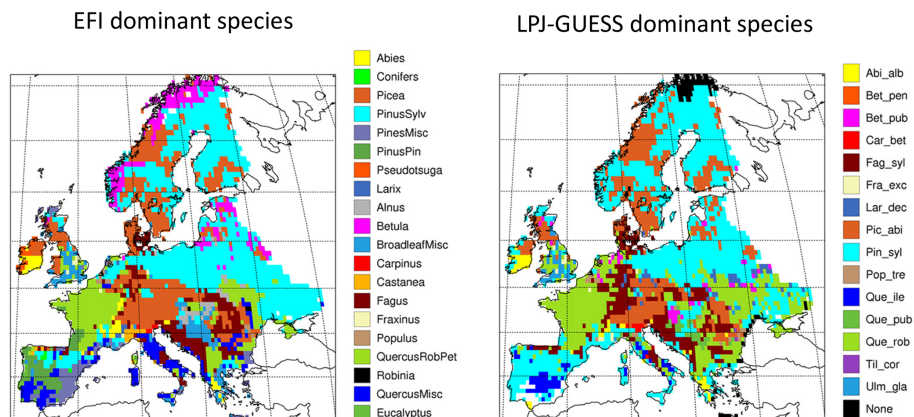 EFI dominant species
LPJ-GUESS dominant species
Abies
Conifers
Picea
PinusSylv
PinesMisc
PinusPin
Pseudotsuga
Larix
Alnus
Betula
BroadleafMisc
Carpinus
Castanea
Fagus
Fraxinus
Populus
QuercusRobPet
Robinia
QuercusMisc
Eucalyptus
Abi_alb
Bet_pen
Bet_pub
Car_bet
Fag_syl
Fra_exc
Lar_dec
Pic_abi
Pin_syl
Pop_tre
Que_ile
Que_pub
Que_rob
Til_cor
Ulm_gla
None